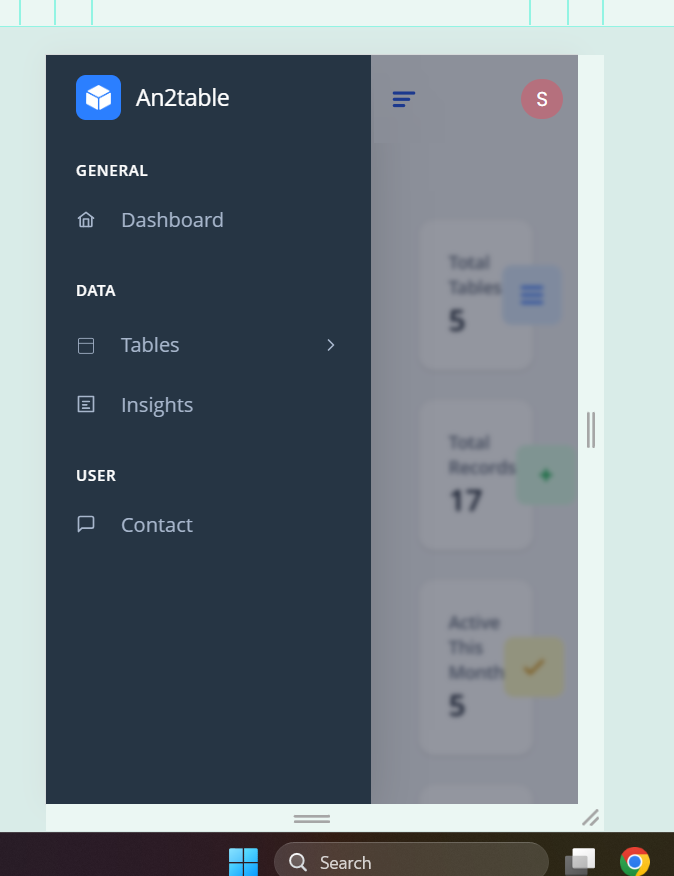 An2table
S
GENERAL
Dashboard
DATA
Tables
Insights
USER
Contact
Total
Tables
5
Total
Records
17
Active
This
Month
5
Search